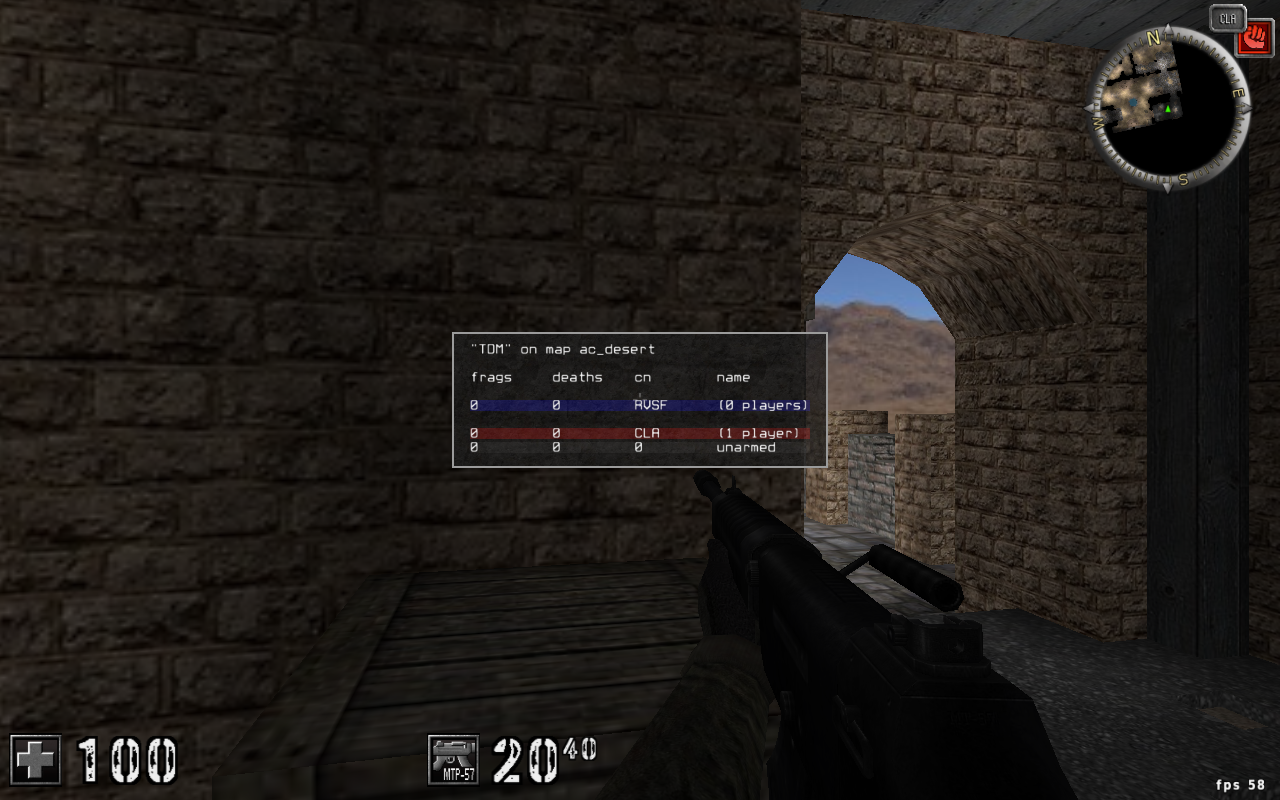 CLA
N
E
W
S
"TDM" on map ac_desert
frags deaths cn name
0 0 RVSF (0 players)
0 0 CLA (1 player)
0 0 0 unarmed
100
MTP-57
20 40
fps 58